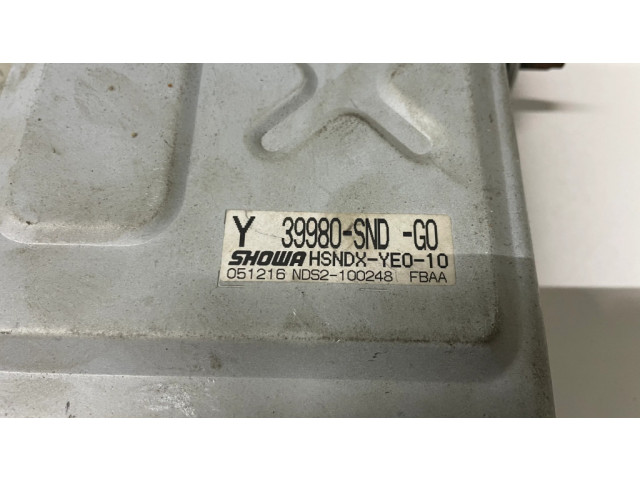 Y 39980-SND -G0
SHOWA HSNDX-YE0-10
051216 NDS2-100248 FBAA